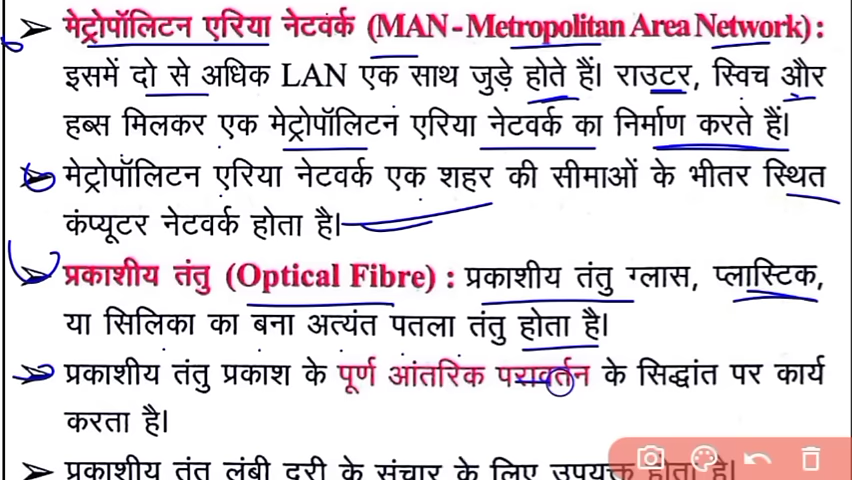 ➢ मेट्रोपॉलिटन एरिया नेटवर्क (MAN-Metropolitan Area Network) :
इसमें दो से अधिक LAN एक साथ जुड़े होते हैं। राउटर, स्विच और
हब्स मिलकर एक मेट्रोपॉलिटन एरिया नेटवर्क का निर्माण करते हैं।
➢ मेट्रोपॉलिटन एरिया नेटवर्क एक शहर की सीमाओं के भीतर स्थित
कंप्यूटर नेटवर्क होता है।
➢ प्रकाशीय तंतु (Optical Fibre) : प्रकाशीय तंतु ग्लास, प्लास्टिक,
या सिलिका का बना अत्यंत पतला तंतु होता है।
➢ प्रकाशीय तंतु प्रकाश के पूर्ण आंतरिक परावर्तन के सिद्धांत पर कार्य
करता है।
➢ प्रकाशीय तंतु लंबी दूरी के संचार के लिए उपयुक्त होता है।